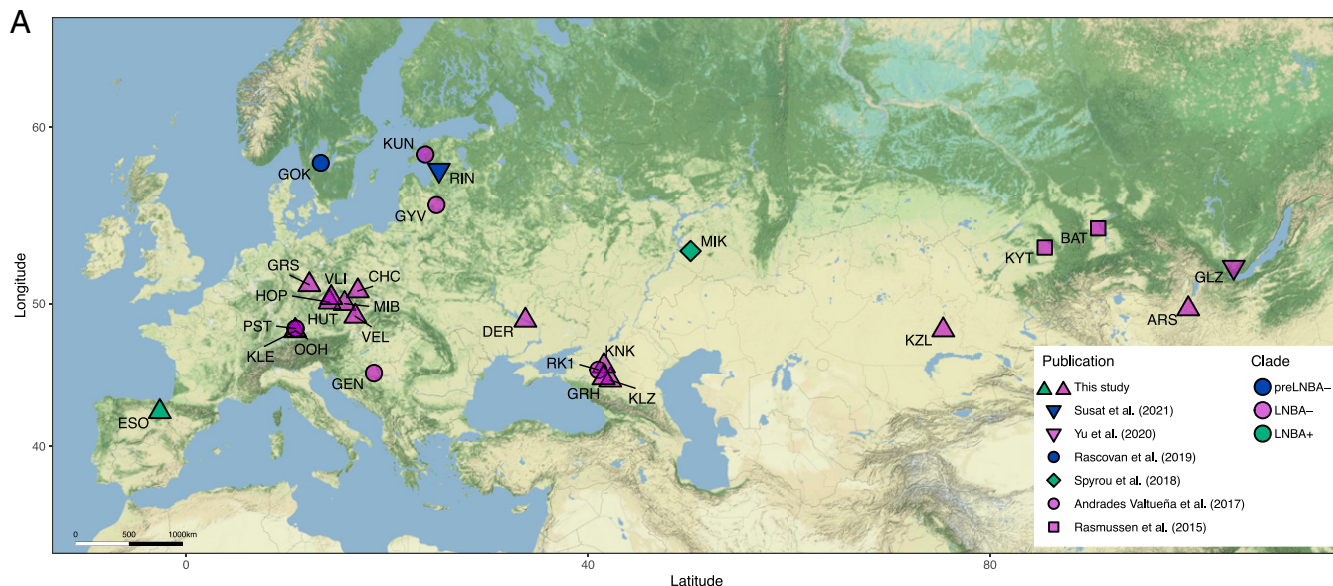 A
60
50
40
Longitude
KUN
GOK
RIN
GYV
MIK
BAT
KYT
GLZ
GRS
VLI
CHC
HOP
MIB
ARS
PST
HUT
VEL
DER
KZL
KLE
OOH
KNK
RK1
GEN
GRH
KLZ
ESO
Publication
This study
Susat et al. (2021)
Yu et al. (2020)
Rascovan et al. (2019)
Spyrou et al. (2018)
Andrades Valtueña et al. (2017)
Rasmussen et al. (2015)
Clade
preLNBA−
LNBA−
LNBA+
0 500 1000km
0 40 80
Latitude